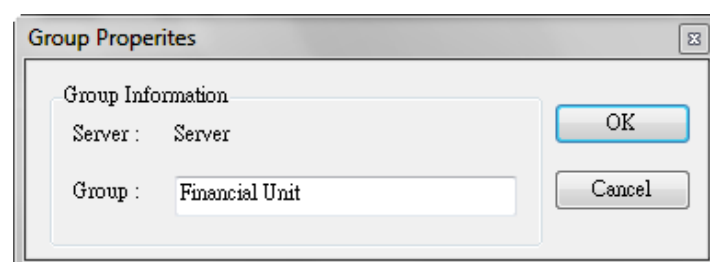 Group Properites
Group Information
Server : Server
OK
Group : Financial Unit
Cancel